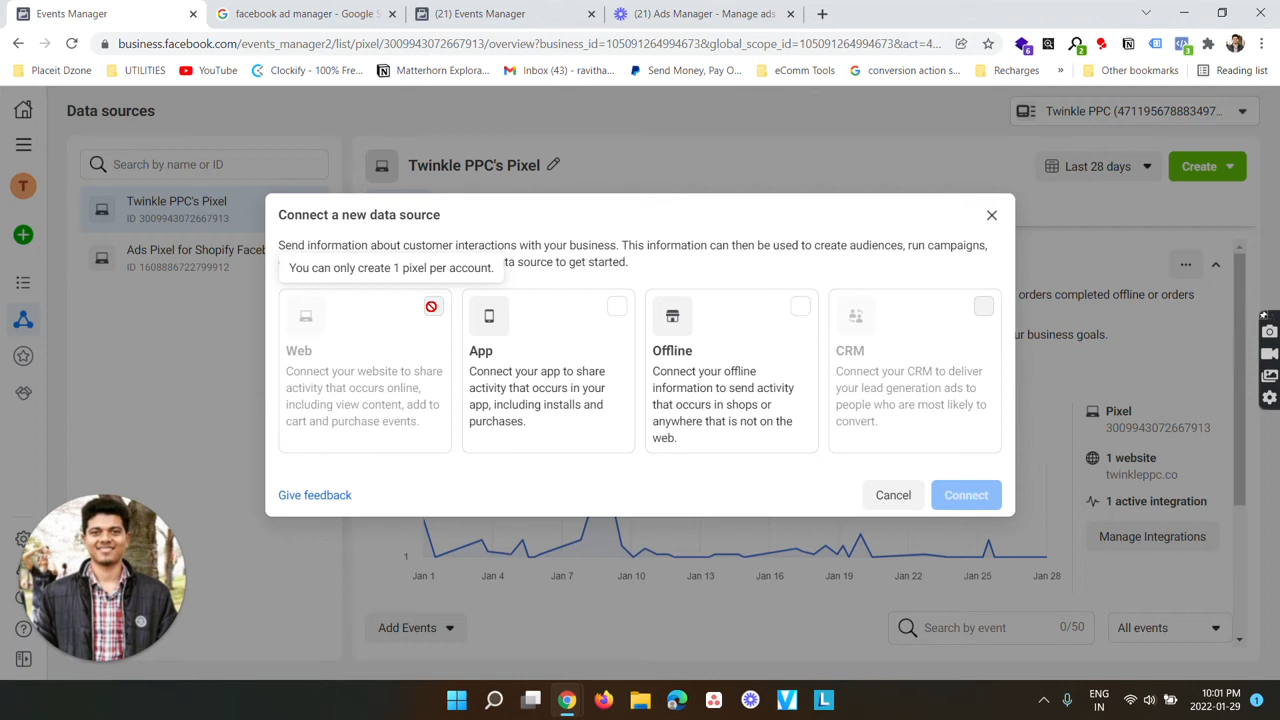 Events Manager
facebook ad manager - Google S
(21) Events Manager
(21) Ads Manager - Manage ads
business.facebook.com/events_manager2/list/pixel/3009943072667913/overview?business_id=105091264994673&global_scope_id=105091264994673&act=4...
6
2
3
Placeit Dzone
UTILITIES
YouTube
Clockify - 100% Fre...
Matterhorn Explora...
Inbox (43) - ravitha...
Send Money, Pay O...
eComm Tools
conversion action s...
Recharges
»
Other bookmarks
Reading list
Data sources
Twinkle PPC (471195678883497...
Search by name or ID
Twinkle PPC's Pixel
Last 28 days
Create
T
Twinkle PPC's Pixel
ID 3009943072667913
Ads Pixel for Shopify Faceb
ID 1608886722799912
Connect a new data source
Send information about customer interactions with your business. This information can then be used to create audiences, run campaigns,
ta source to get started.
You can only create 1 pixel per account.
orders completed offline or orders
ur business goals.
Web
Connect your website to share
activity that occurs online,
including view content, add to
cart and purchase events.
App
Connect your app to share
activity that occurs in your
app, including installs and
purchases.
Offline
Connect your offline
information to send activity
that occurs in shops or
anywhere that is not on the
web.
CRM
Connect your CRM to deliver
your lead generation ads to
people who are most likely to
convert.
Give feedback
Cancel
Connect
Pixel
3009943072667913
1 website
twinkleppc.co
1 active integration
Manage Integrations
1
Jan 1
Jan 4
Jan 7
Jan 10
Jan 13
Jan 16
Jan 19
Jan 22
Jan 25
Jan 28
Add Events
Search by event
0/50
All events
ENG
IN
10:01 PM
2022-01-29
1